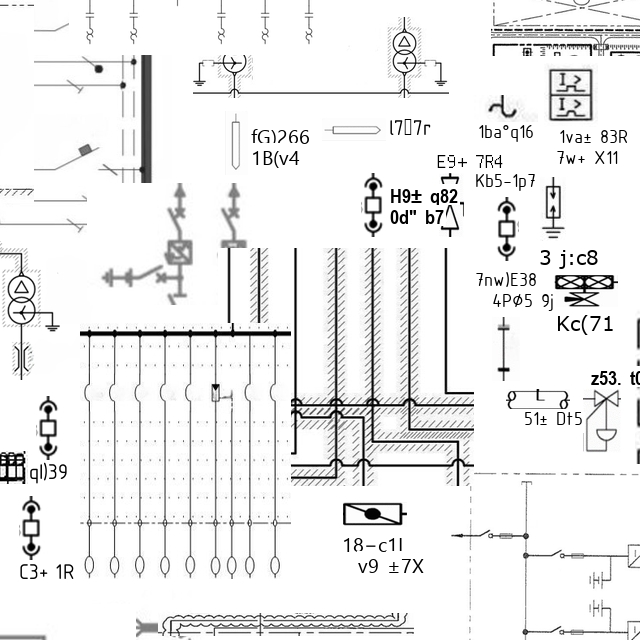 fG)266
1B(v4
l7▯7r
1ba°q16
1va± 83R
7w+ X11
E9+ 7R4
Kb5-1p7
H9± q82
0d" b7
3 j:c8
7nw)E38
4PØ5 9j
Kc(71
z53. t0
L
51± Dt5
ql)39
C3+ 1R
18-c1l
v9 ±7X